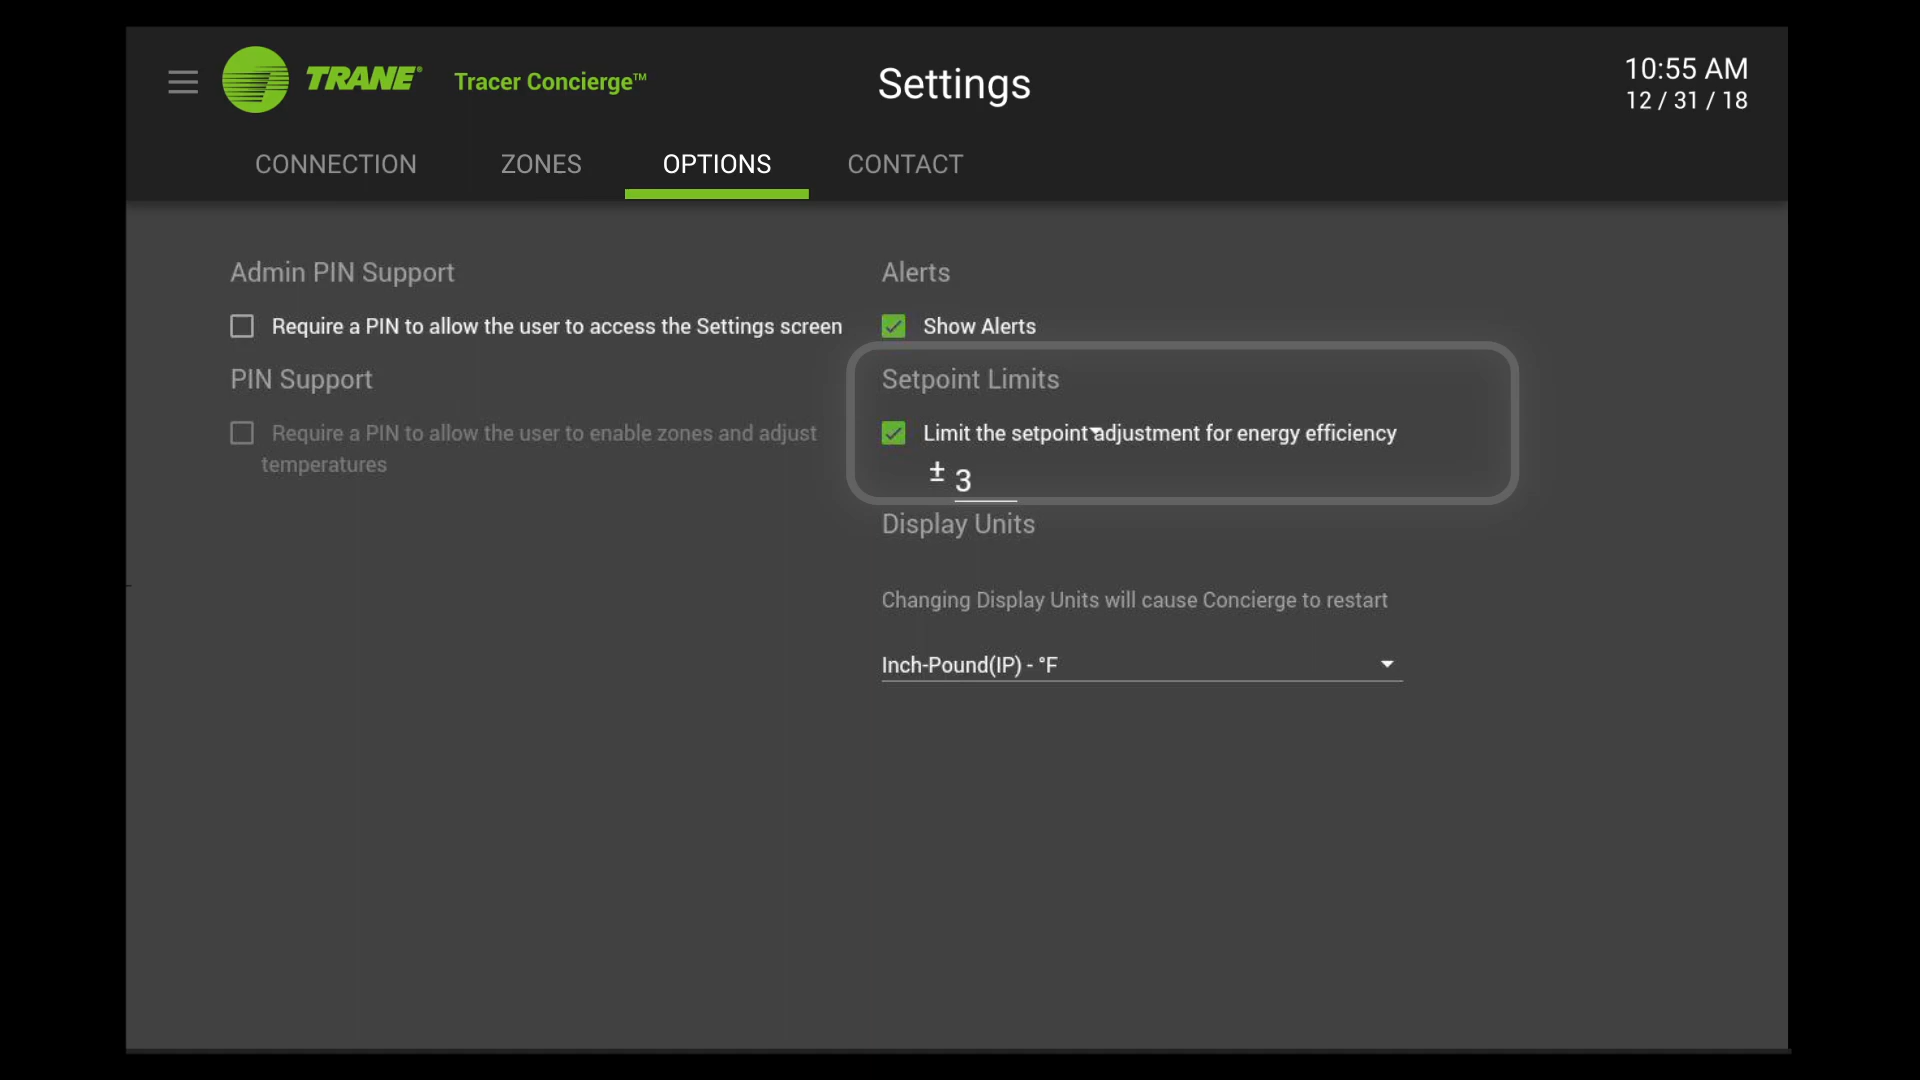 TRANE® Tracer Concierge™
Settings
10:55 AM
12 / 31 / 18
CONNECTION ZONES OPTIONS CONTACT
Admin PIN Support
Require a PIN to allow the user to access the Settings screen
PIN Support
Require a PIN to allow the user to enable zones and adjust
temperatures
Alerts
Show Alerts
Setpoint Limits
Limit the setpoint adjustment for energy efficiency
± 3
Display Units
Changing Display Units will cause Concierge to restart
Inch-Pound(IP) - °F